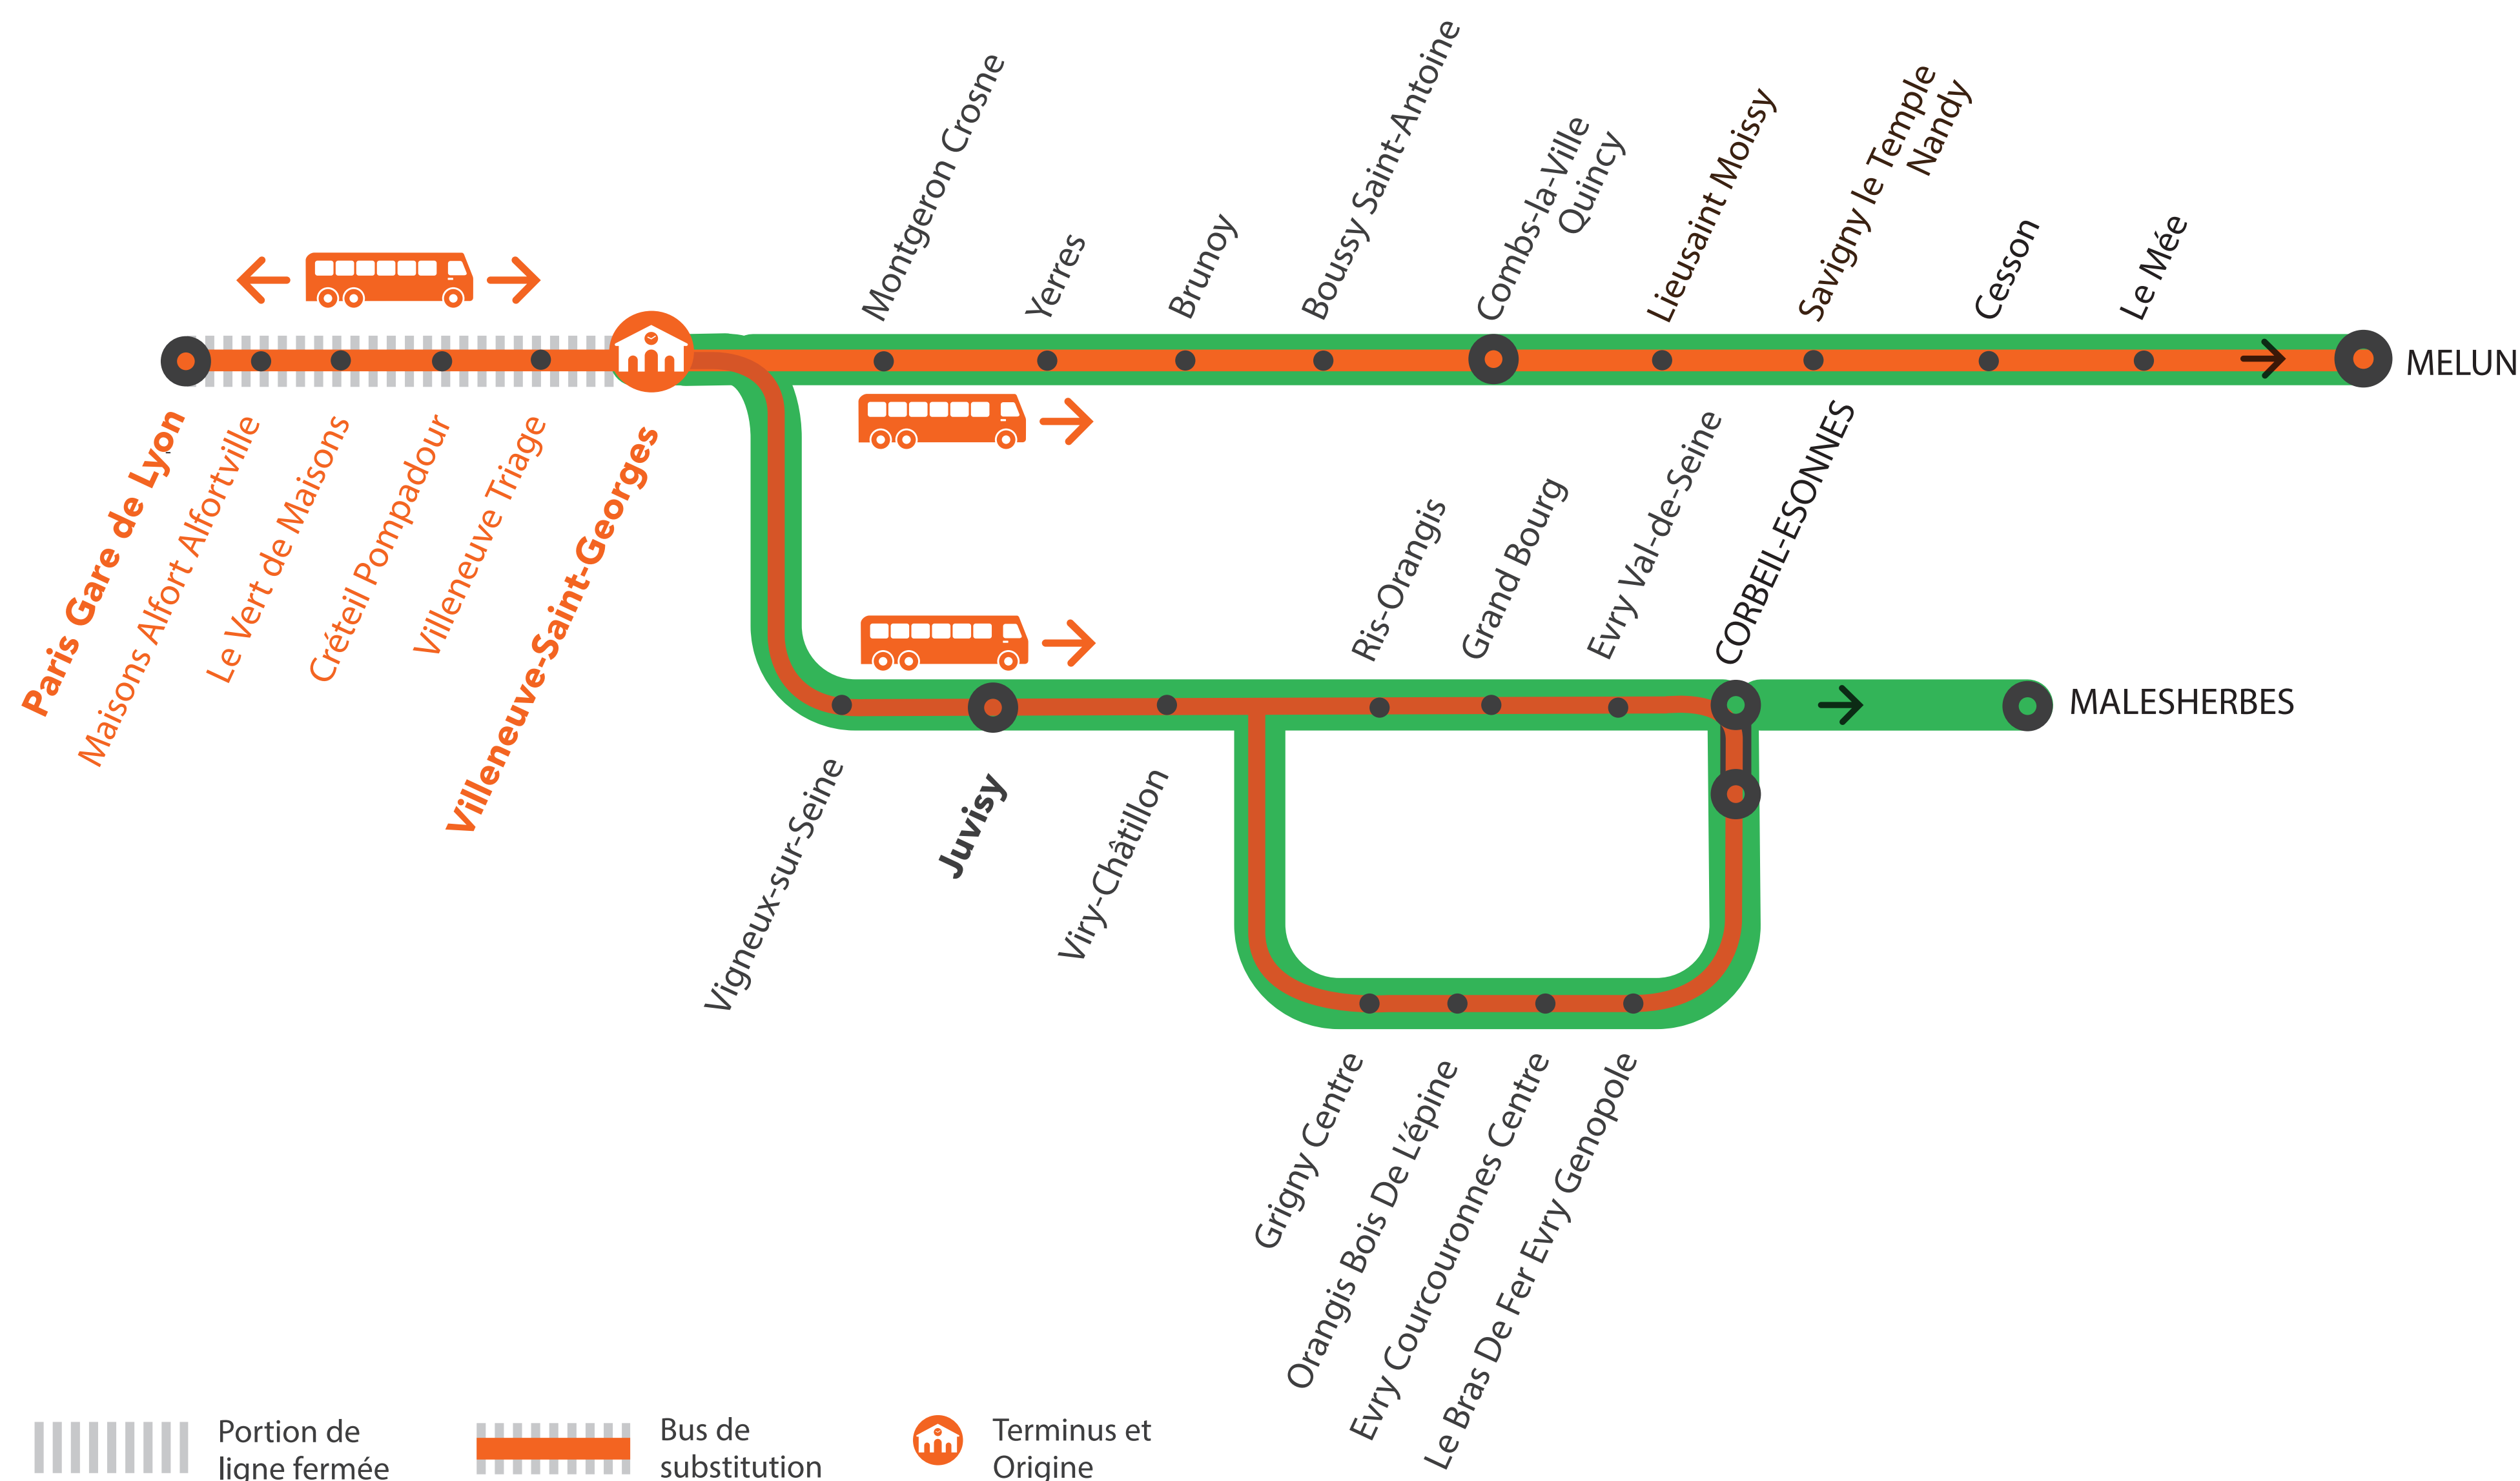 Montgeron Crosne
Yerres
Brunoy
Boussy Saint-Antoine
Combs-la-Ville
Quincy
Lieusaint Moissy
Savigny le Temple
Nandy
Cesson
Le Mée
MELUN
Paris Gare de Lyon
Maisons Alfort Alfortville
Le Vert de Maisons
Créteil Pompadour
Villeneuve Triage
Villeneuve-Saint-Georges
Ris-Orangis
Grand Bourg
Evry Val-de-Seine
CORBEIL-ESONNES
MALESHERBES
Vigneux-sur-Seine
Juvisy
Viry-Châtillon
Grigny Centre
Orangis Bois De L'épine
Evry Courcouronnes Centre
Le Bras De Fer Evry Genopole
Portion de
ligne fermée
Bus de
substitution
Terminus et
Origine